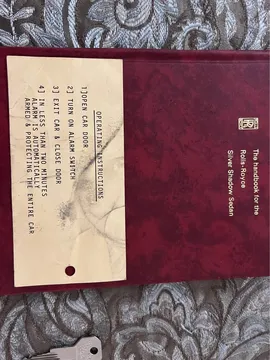 The handbook for the
Rolls-Royce
Silver Shadow Sedan
OPERATING INSTRUCTIONS
1]OPEN CAR DOOR
2] TURN ON ALARM SWITCH
3] EXIT CAR & CLOSE DOOR
4] IN LESS THAN TWO MINUTES
ALARM IS AUTOMATICALLY
ARMED & PROTECTING THE ENTIRE CAR